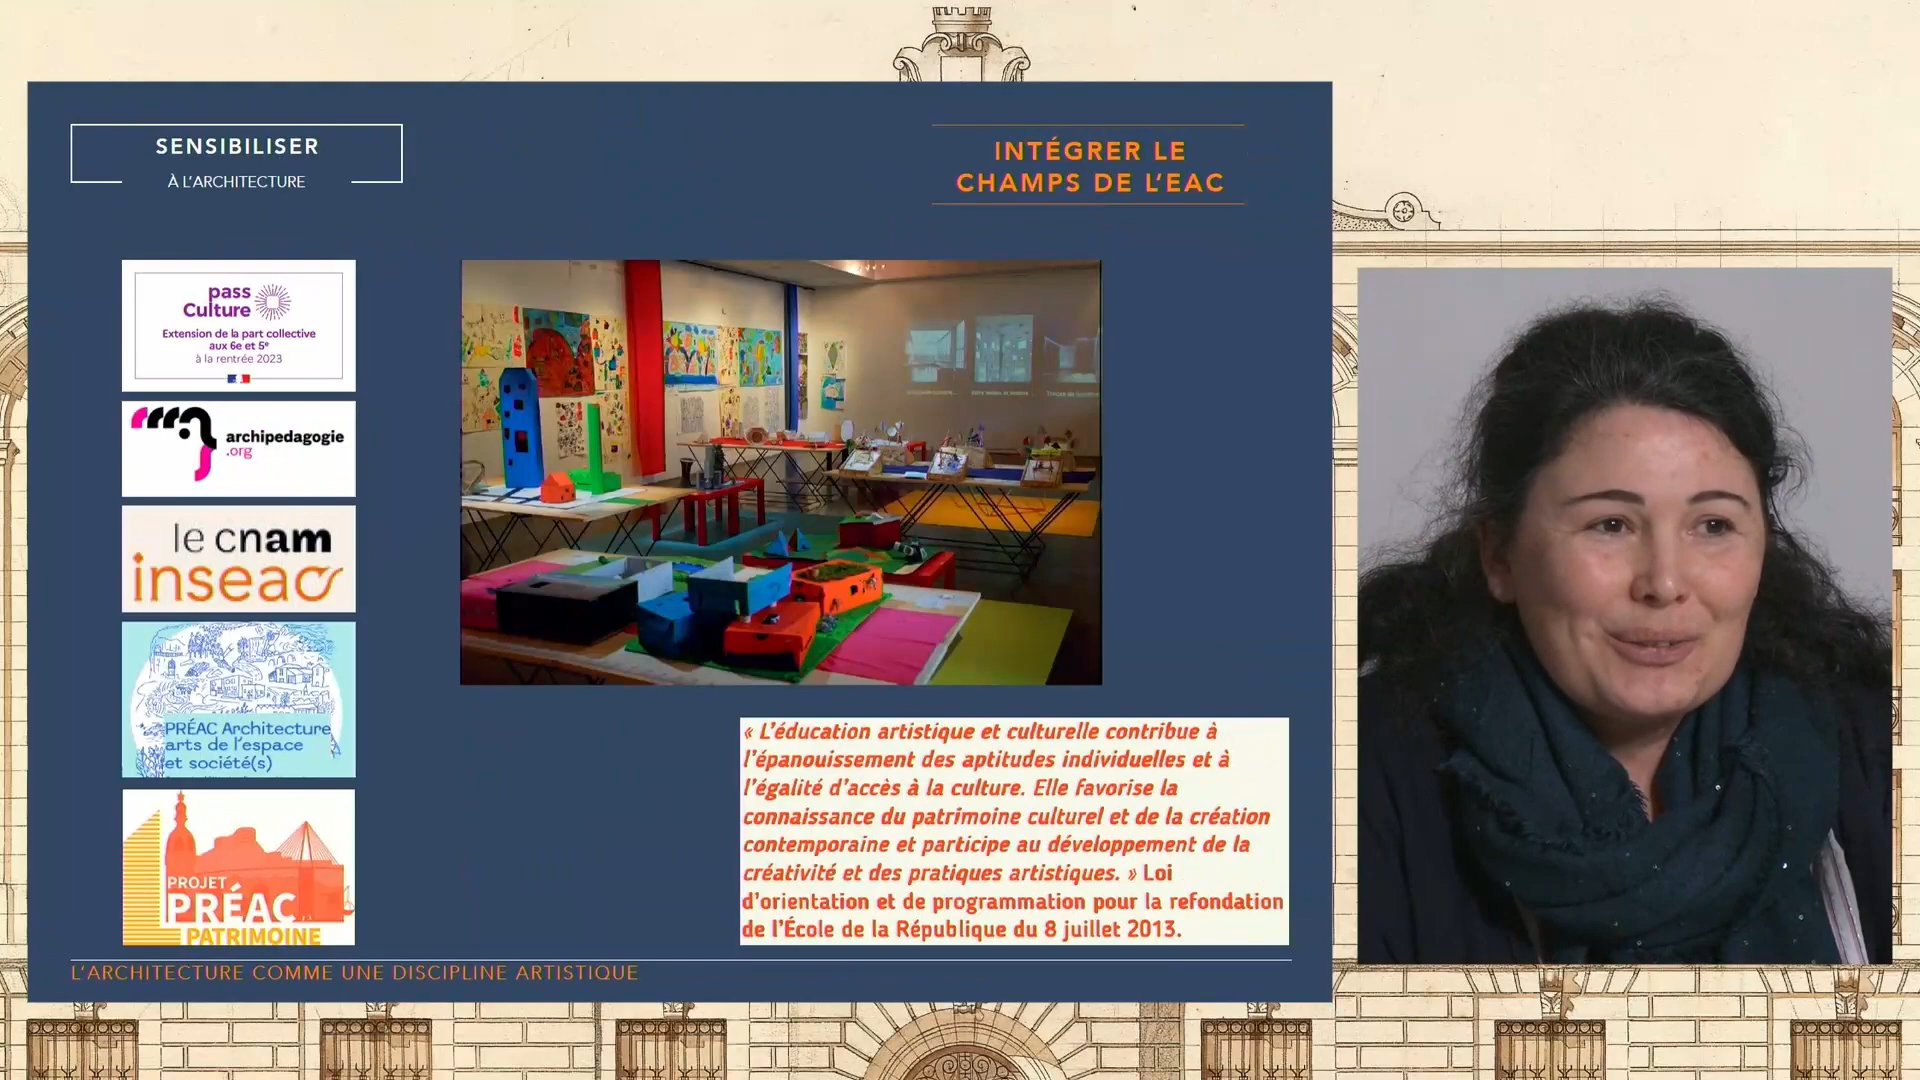 SENSIBILISER
À L'ARCHITECTURE
INTÉGRER LE
CHAMPS DE L'EAC
pass
Culture
Extension de la part collective
aux 6e et 5e
à la rentrée 2023
archipedagogie
.org
le cnam
inseac
PRÉAC Architecture
arts de l'espace
et société(s)
PROJET
PRÉAC
PATRIMOINE
« L'éducation artistique et culturelle contribue à
l'épanouissement des aptitudes individuelles et à
l'égalité d'accès à la culture. Elle favorise la
connaissance du patrimoine culturel et de la création
contemporaine et participe au développement de la
créativité et des pratiques artistiques. » Loi
d'orientation et de programmation pour la refondation
de l'École de la République du 8 juillet 2013.
L'ARCHITECTURE COMME UNE DISCIPLINE ARTISTIQUE